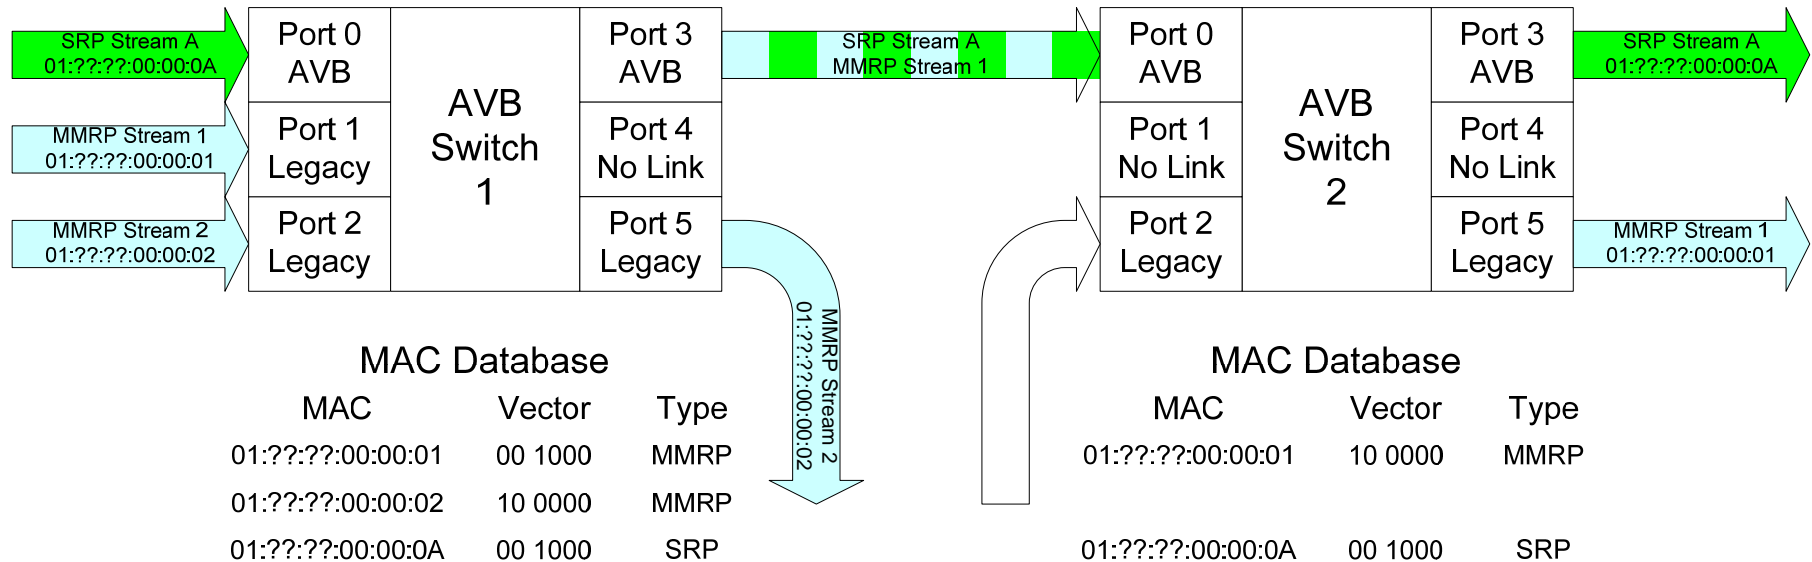 SRP Stream A
01:??:??:00:00:0A
MMRP Stream 1
01:??:??:00:00:01
MMRP Stream 2
01:??:??:00:00:02
Port 0
AVB
Port 1
Legacy
Port 2
Legacy
AVB
Switch
1
Port 3
AVB
Port 4
No Link
Port 5
Legacy
SRP Stream A
MMRP Stream 1
MMRP Stream 2
01:??:??:00:00:02
Port 0
AVB
Port 1
No Link
Port 2
Legacy
AVB
Switch
2
Port 3
AVB
Port 4
No Link
Port 5
Legacy
SRP Stream A
01:??:??:00:00:0A
MMRP Stream 1
01:??:??:00:00:01
MAC Database
MAC Vector Type
01:??:??:00:00:01 00 1000 MMRP
01:??:??:00:00:02 10 0000 MMRP
01:??:??:00:00:0A 00 1000 SRP
MAC Database
MAC Vector Type
01:??:??:00:00:01 10 0000 MMRP
01:??:??:00:00:0A 00 1000 SRP